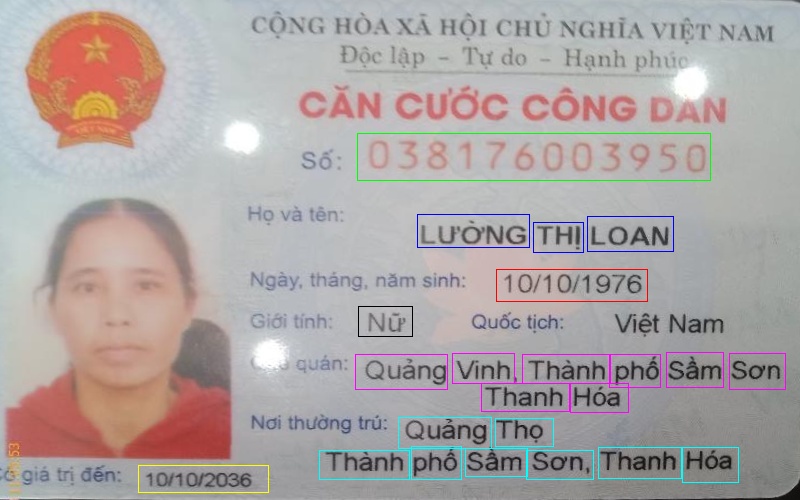 CỘNG HÒA XÃ HỘI CHỦ NGHĨA VIỆT NAM
Độc lập - Tự do - Hạnh phúc
CĂN CƯỚC CÔNG DÂN
Số: 038176003950
Họ và tên:
LƯỜNG THỊ LOAN
Ngày, tháng, năm sinh: 10/10/1976
Giới tính: Nữ Quốc tịch: Việt Nam
quán: Quảng Vinh, Thành phố Sầm Sơn
Thanh Hóa
Nơi thường trú: Quảng Thọ
Thành phố Sầm Sơn, Thanh Hóa
Có giá trị đến: 10/10/2036
VIỆT NAM